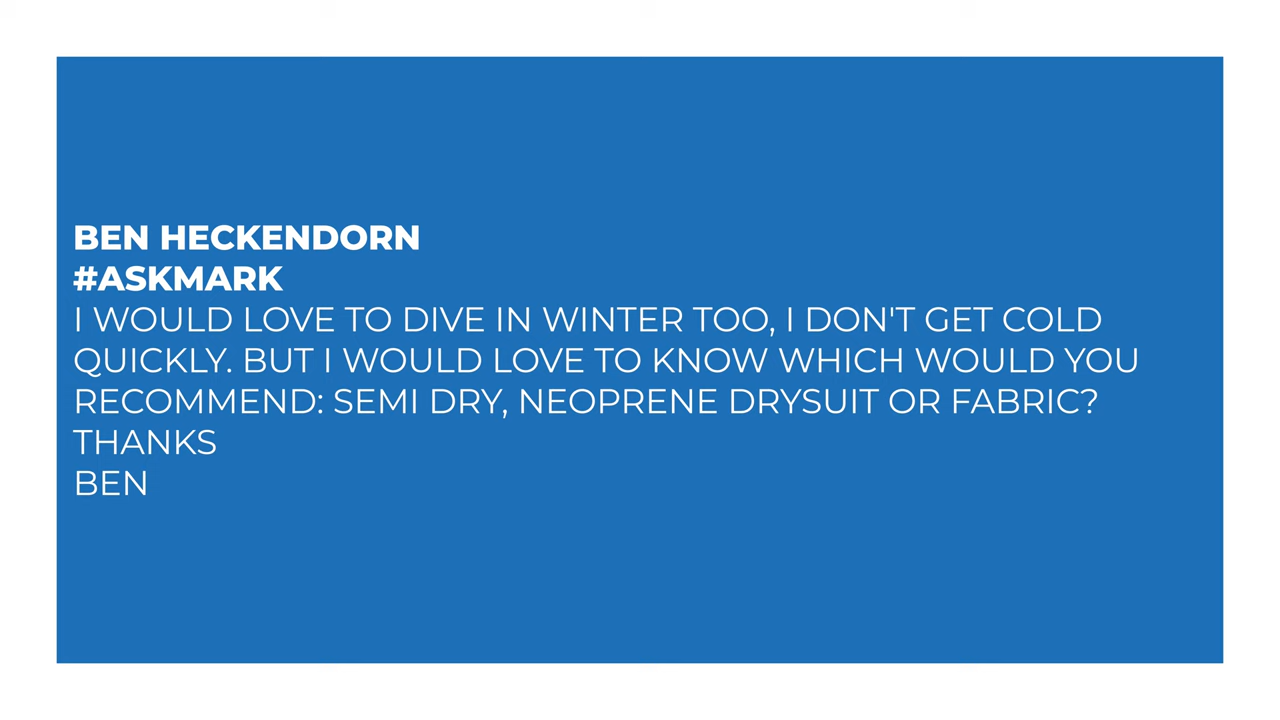 BEN HECKENDORN
#ASKMARK
I WOULD LOVE TO DIVE IN WINTER TOO, I DON'T GET COLD
QUICKLY. BUT I WOULD LOVE TO KNOW WHICH WOULD YOU
RECOMMEND: SEMI DRY, NEOPRENE DRYSUIT OR FABRIC?
THANKS
BEN